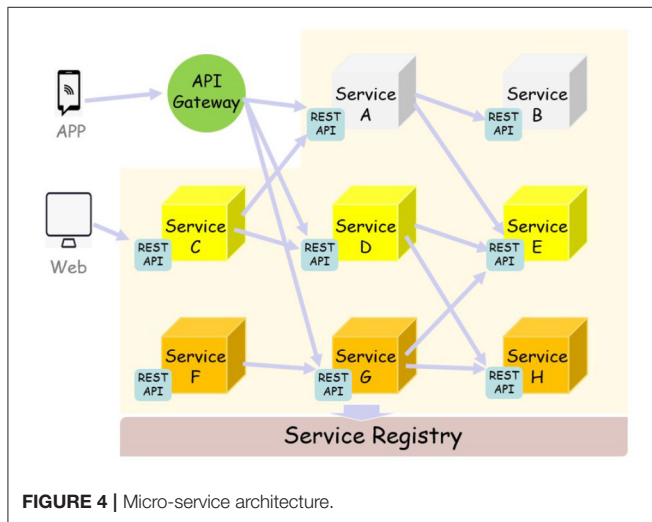 API
Gateway
APP
Service
A
REST
API
Service
B
REST
API
Web
Service
C
REST
API
Service
D
REST
API
Service
E
REST
API
Service
F
REST
API
Service
G
REST
API
Service
H
REST
API
Service Registry
FIGURE 4 | Micro-service architecture.